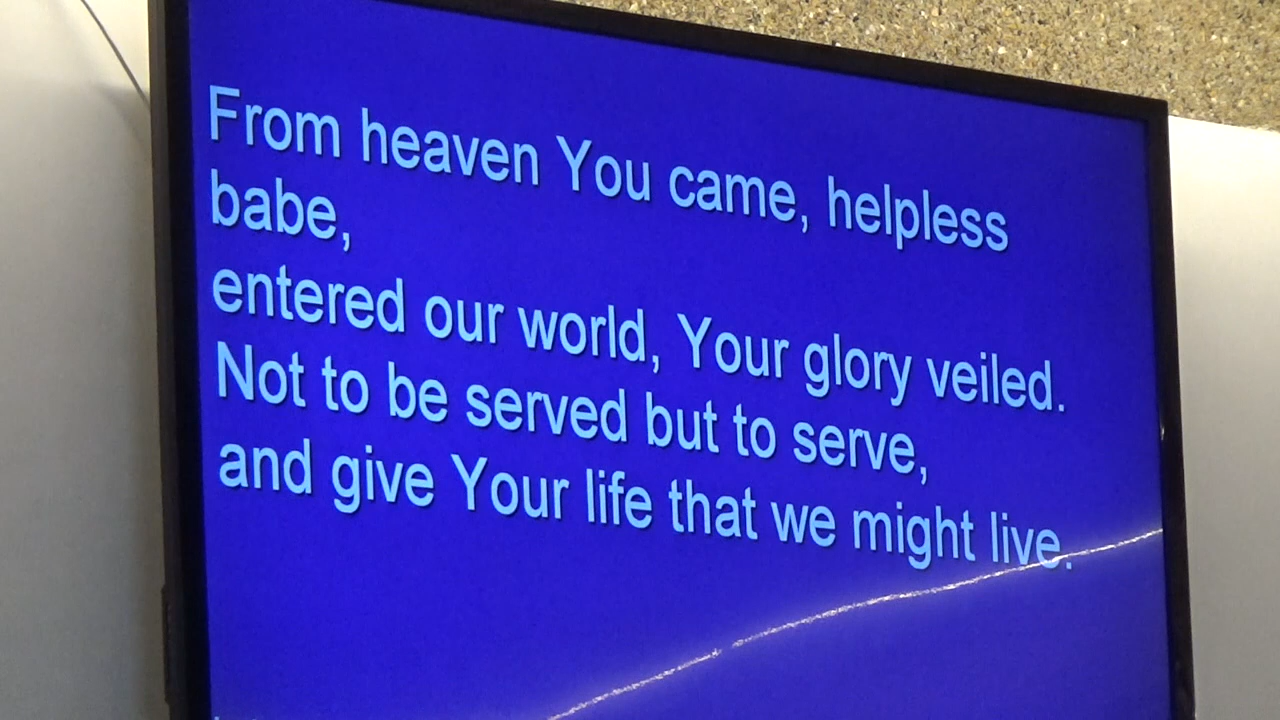 From heaven You came, helpless
babe,
entered our world, Your glory veiled.
Not to be served but to serve,
and give Your life that we might live.